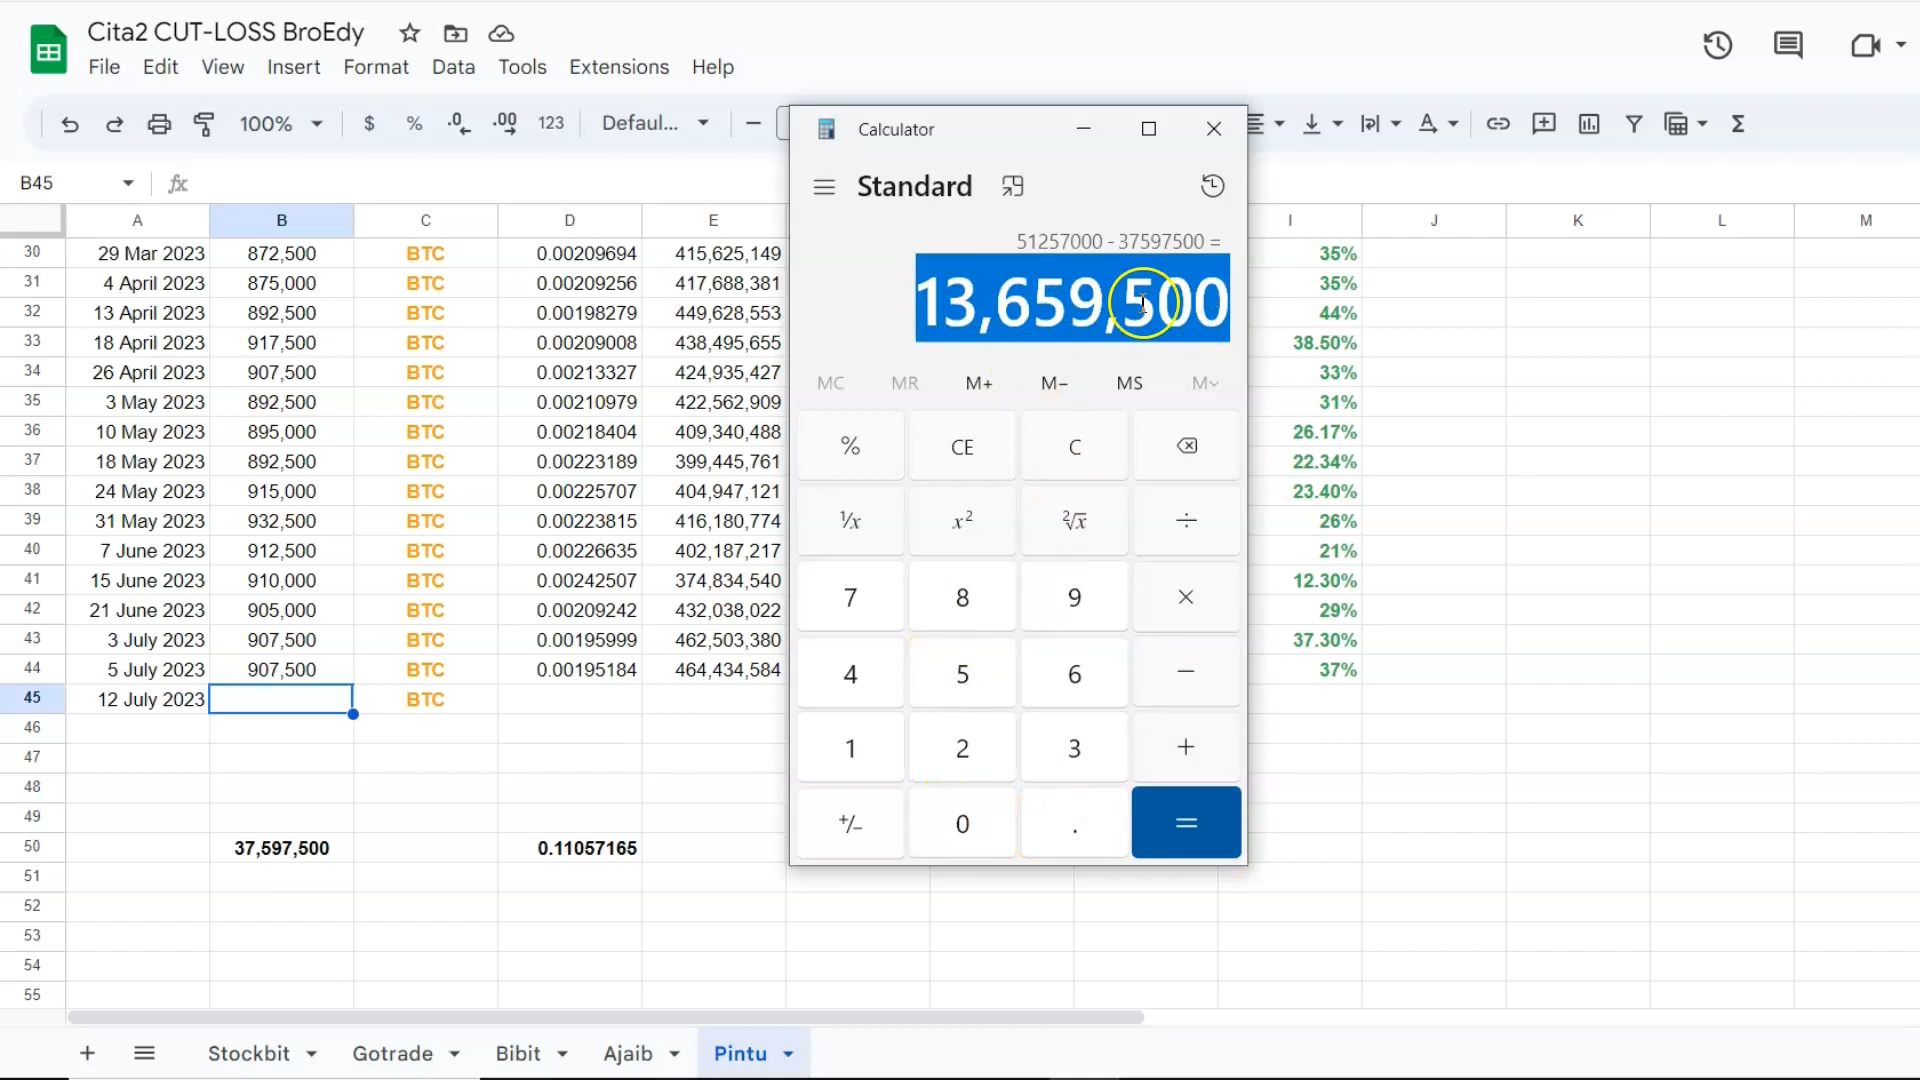 Cita2 CUT-LOSS BroEdy
File Edit View Insert Format Data Tools Extensions Help
100% $ % .0 .00 123 Defaul...
B45 fx
A B C D E I J K L M
30 29 Mar 2023 872,500 BTC 0.00209694 415,625,149 35%
31 4 April 2023 875,000 BTC 0.00209256 417,688,381 35%
32 13 April 2023 892,500 BTC 0.00198279 449,628,553 44%
33 18 April 2023 917,500 BTC 0.00209008 438,495,655 38.50%
34 26 April 2023 907,500 BTC 0.00213327 424,935,427 33%
35 3 May 2023 892,500 BTC 0.00210979 422,562,909 31%
36 10 May 2023 895,000 BTC 0.00218404 409,340,488 26.17%
37 18 May 2023 892,500 BTC 0.00223189 399,445,761 22.34%
38 24 May 2023 915,000 BTC 0.00225707 404,947,121 23.40%
39 31 May 2023 932,500 BTC 0.00223815 416,180,774 26%
40 7 June 2023 912,500 BTC 0.00226635 402,187,217 21%
41 15 June 2023 910,000 BTC 0.00242507 374,834,540 12.30%
42 21 June 2023 905,000 BTC 0.00209242 432,038,022 29%
43 3 July 2023 907,500 BTC 0.00195999 462,503,380 37.30%
44 5 July 2023 907,500 BTC 0.00195184 464,434,584 37%
45 12 July 2023 BTC
46
47
48
49
50 37,597,500 0.11057165
51
52
53
54
55
Calculator
Standard
51257000 - 37597500 =
13,659,500
MC MR M+ M− MS M
% CE C
1/x x2 2√x ÷
7 8 9 ×
4 5 6 −
1 2 3 +
+/− 0 . =
+ Stockbit Gotrade Bibit Ajaib Pintu